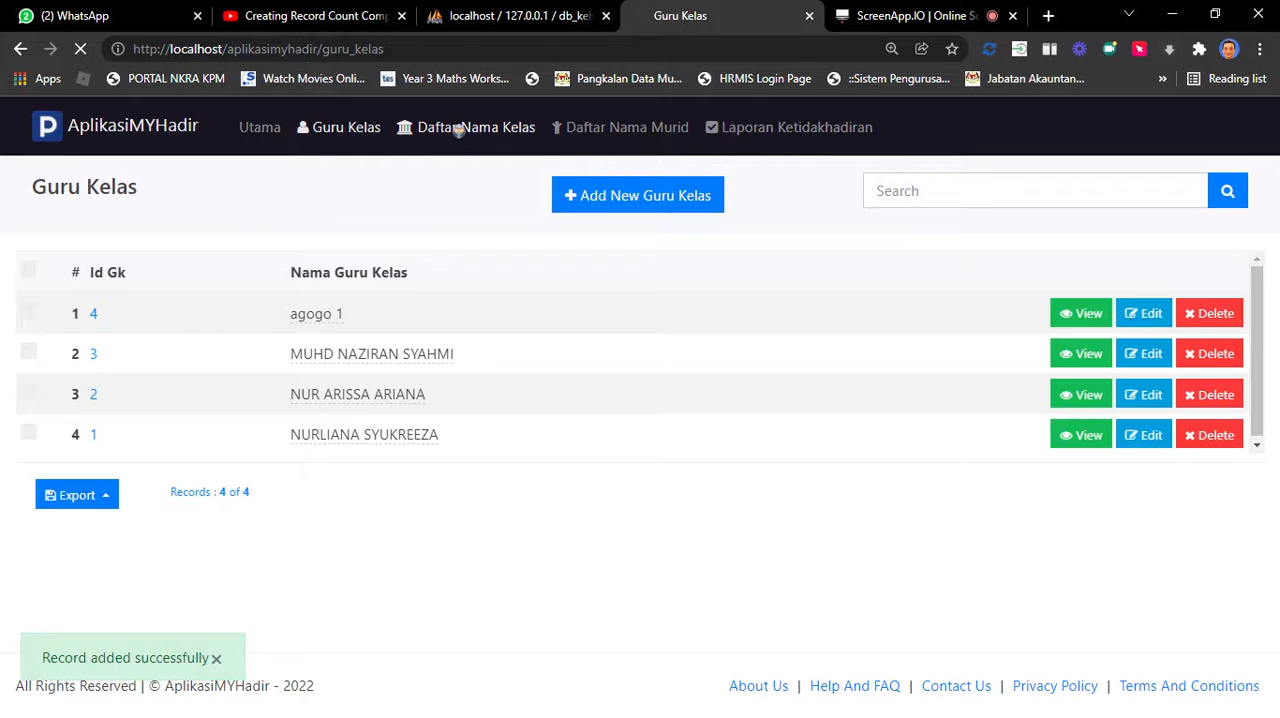 (2) WhatsApp
Creating Record Count Comp
localhost / 127.0.0.1 / db_keh
Guru Kelas
ScreenApp.IO | Online Sc
http://localhost/aplikasimyhadir/guru_kelas
Apps
PORTAL NKRA KPM
Watch Movies Onli...
Year 3 Maths Works...
Pangkalan Data Mu...
HRMIS Login Page
::Sistem Pengurusa...
Jabatan Akauntan...
»
Reading list
AplikasiMYHadir
Utama
Guru Kelas
Daftar Nama Kelas
Daftar Nama Murid
Laporan Ketidakhadiran
Guru Kelas
Add New Guru Kelas
Search
# Id Gk Nama Guru Kelas
1 4 agogo 1 View Edit Delete
2 3 MUHD NAZIRAN SYAHMI View Edit Delete
3 2 NUR ARISSA ARIANA View Edit Delete
4 1 NURLIANA SYUKREEZA View Edit Delete
Export
Records : 4 of 4
Record added successfully
All Rights Reserved | © AplikasiMYHadir - 2022
About Us | Help And FAQ | Contact Us | Privacy Policy | Terms And Conditions